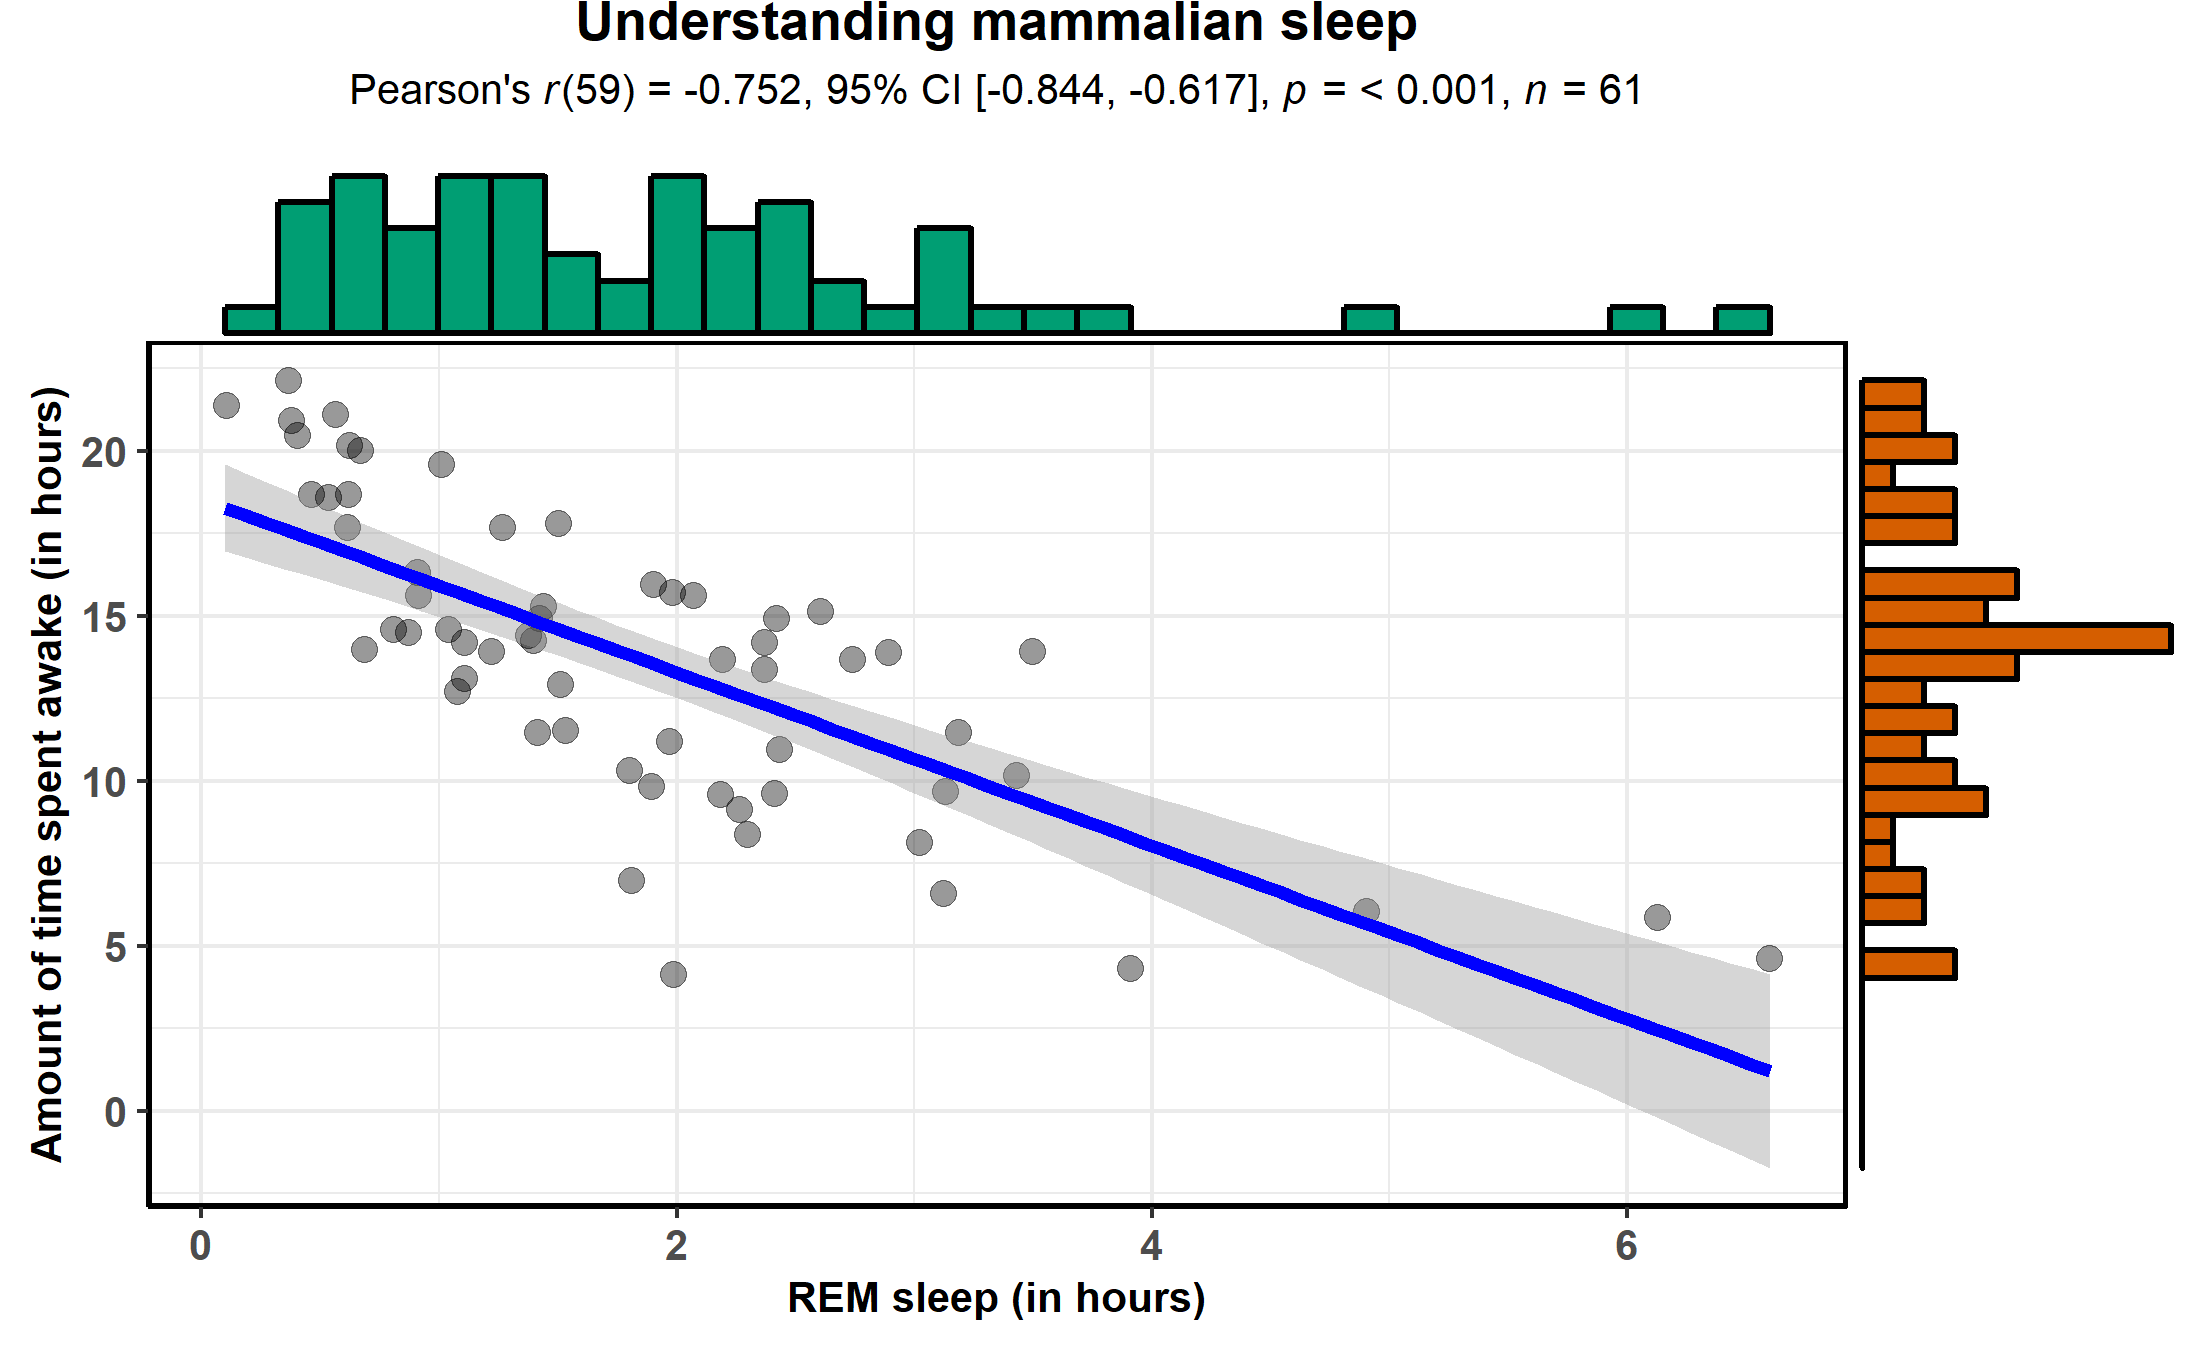 Understanding mammalian sleep
Pearson's r(59) = -0.752, 95% CI [-0.844, -0.617], p = < 0.001, n = 61
Amount of time spent awake (in hours)
20
15
10
5
0
0 2 4 6
REM sleep (in hours)